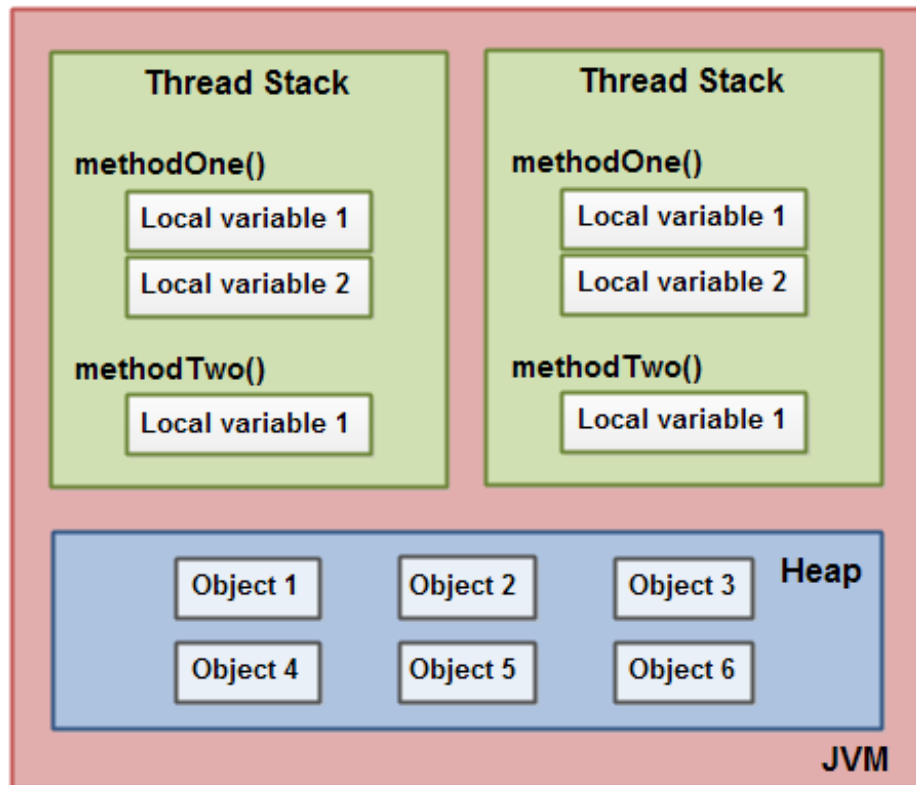 Thread Stack
methodOne()
Local variable 1
Local variable 2
methodTwo()
Local variable 1
Thread Stack
methodOne()
Local variable 1
Local variable 2
methodTwo()
Local variable 1
Heap
Object 1
Object 2
Object 3
Object 4
Object 5
Object 6
JVM